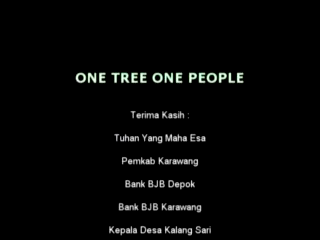 ONE TREE ONE PEOPLE
Terima Kasih :
Tuhan Yang Maha Esa
Pemkab Karawang
Bank BJB Depok
Bank BJB Karawang
Kepala Desa Kalang Sari